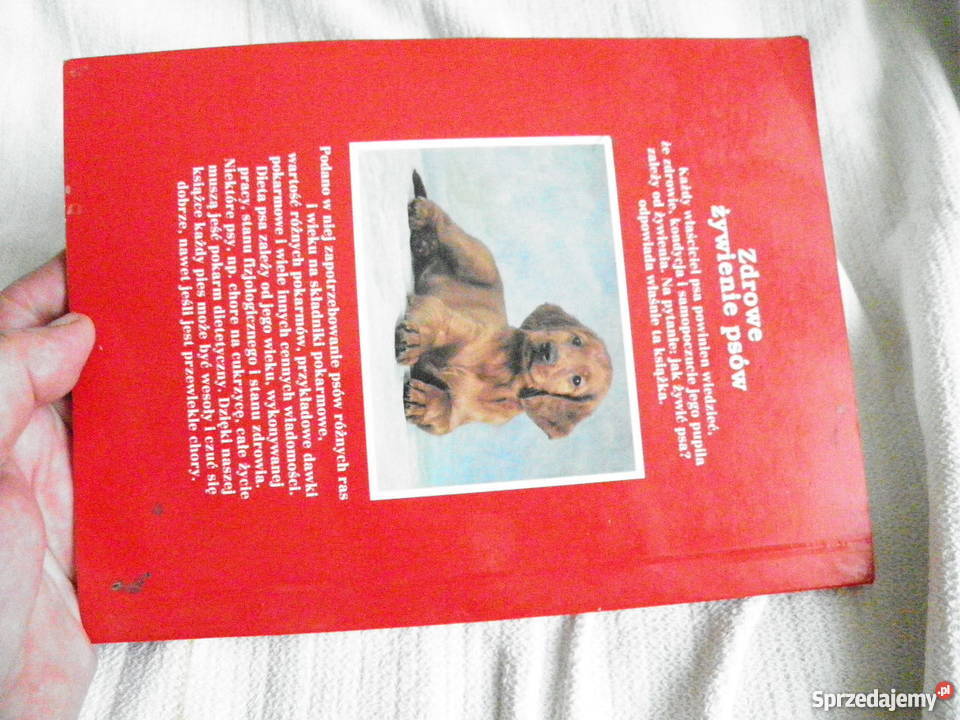 Zdrowe
żywienie psów
Każdy właściciel psa powinien wiedzieć,
że zdrowie, kondycja i samopoczucie jego pupila
zależy od żywienia. Na pytanie: jak żywić psa?
odpowiada właśnie ta książka.
Podano w niej zapotrzebowanie psów różnych ras
i wieku na składniki pokarmowe,
wartość różnych pokarmów, przykładowe dawki
pokarmowe i wiele innych cennych wiadomości.
Dieta psa zależy od jego wieku, wykonywanej
pracy, stanu fizjologicznego i stanu zdrowia.
Niektóre psy, np. chore na cukrzycę, całe życie
muszą jeść pokarm dietetyczny. Dzięki naszej
książce każdy pies może być wesoły i czuć się
dobrze, nawet jeśli jest przewlekle chory.
Sprzedajemy.pl